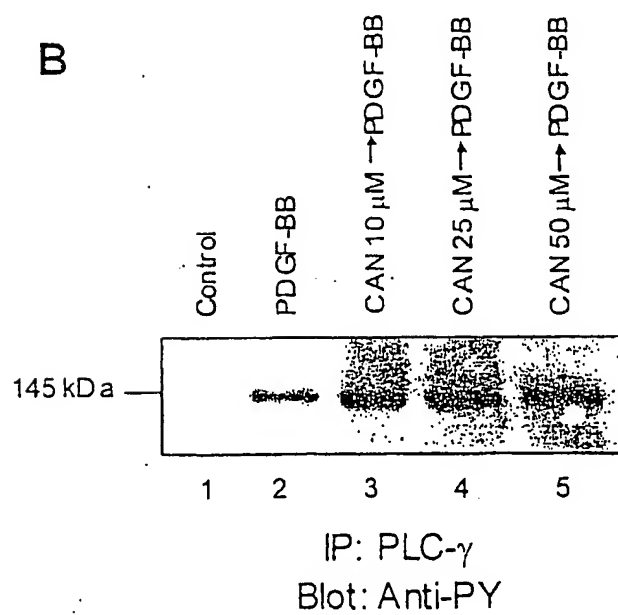 B
Control
PDGF-BB
CAN 10 μM →PDGF-BB
CAN 25 μM→PDGF-BB
CAN 50 μM→PDGF-BB
145 kDa
1 2 3 4 5
IP: PLC-γ
Blot: Anti-PY